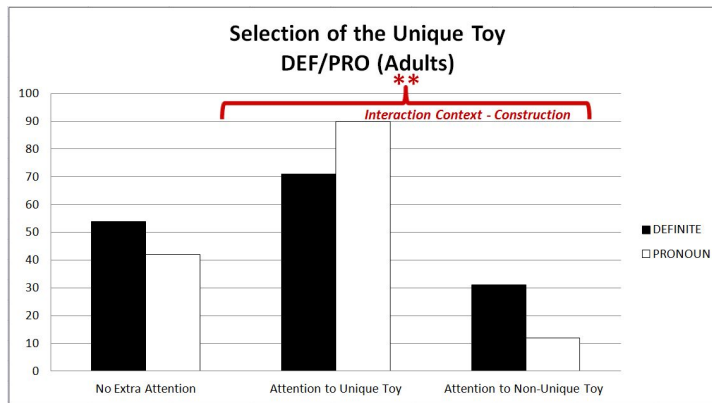 Selection of the Unique Toy
DEF/PRO (Adults)
**
Interaction Context - Construction
100
90
80
70
60
50
40
30
20
10
0
No Extra Attention
Attention to Unique Toy
Attention to Non-Unique Toy
DEFINITE
PRONOUN